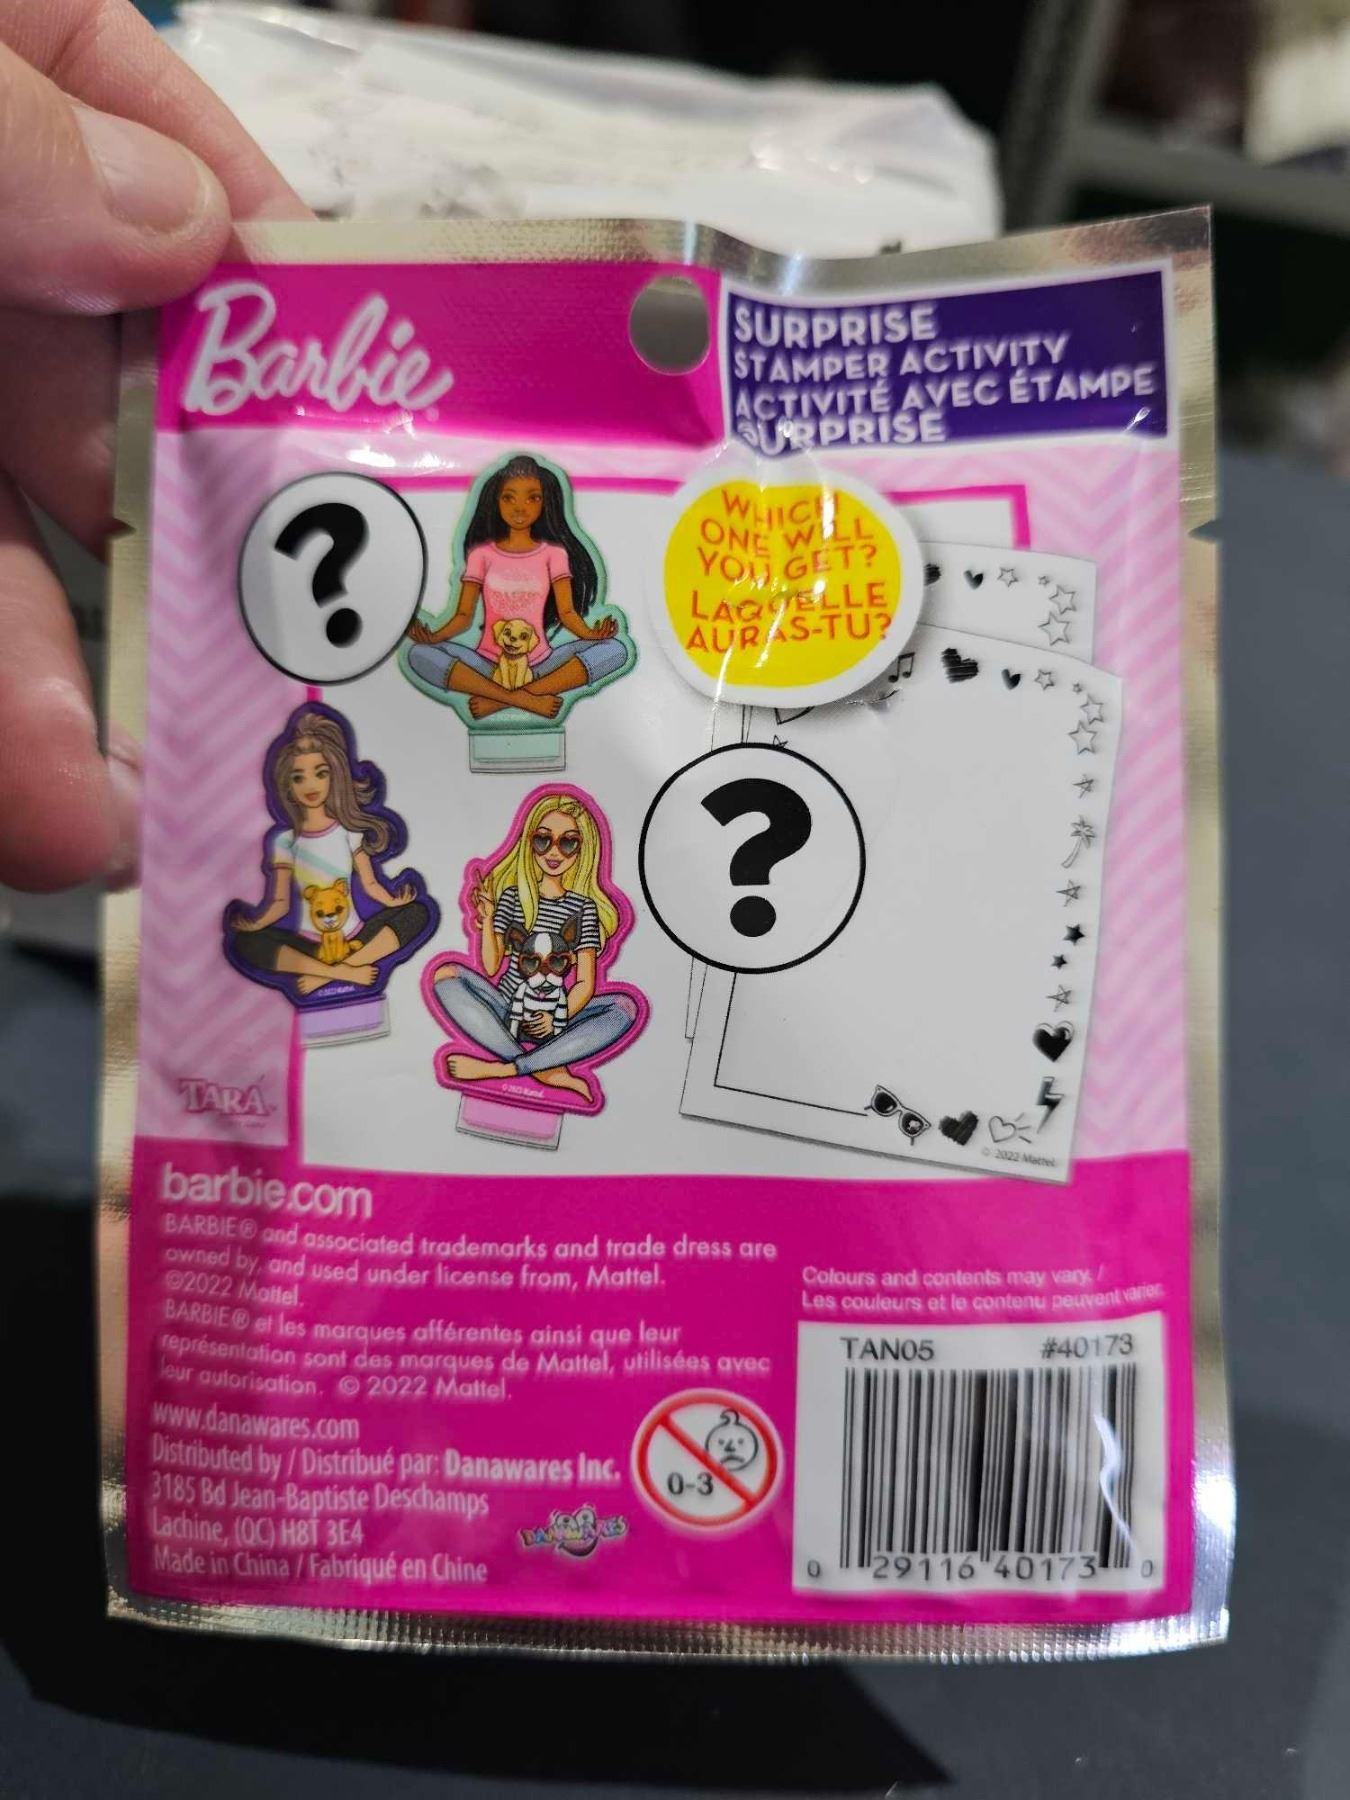 Barbie
SURPRISE
STAMPER ACTIVITY
ACTIVITÉ AVEC ÉTAMPE
SURPRISE
?
WHICH
ONE WILL
YOU GET?
LAQUELLE
AURAS-TU?
?
© 2022 Mattel
© 2022 Mattel
© 2022 Mattel
TARA
barbie.com
BARBIE® and associated trademarks and trade dress are
owned by, and used under license from, Mattel.
©2022 Mattel.
BARBIE® et les marques afférentes ainsi que leur
représentation sont des marques de Mattel, utilisées avec
leur autorisation. © 2022 Mattel.
www.danawares.com
Distributed by / Distribué par: Danawares Inc.
3185 Bd Jean-Baptiste Deschamps
Lachine, (QC) H8T 3E4
Made in China / Fabriqué en Chine
DANAWARES
0-3
Colours and contents may vary. /
Les couleurs et le contenu peuvent varier.
TAN05 #40173
0 29116 40173 0